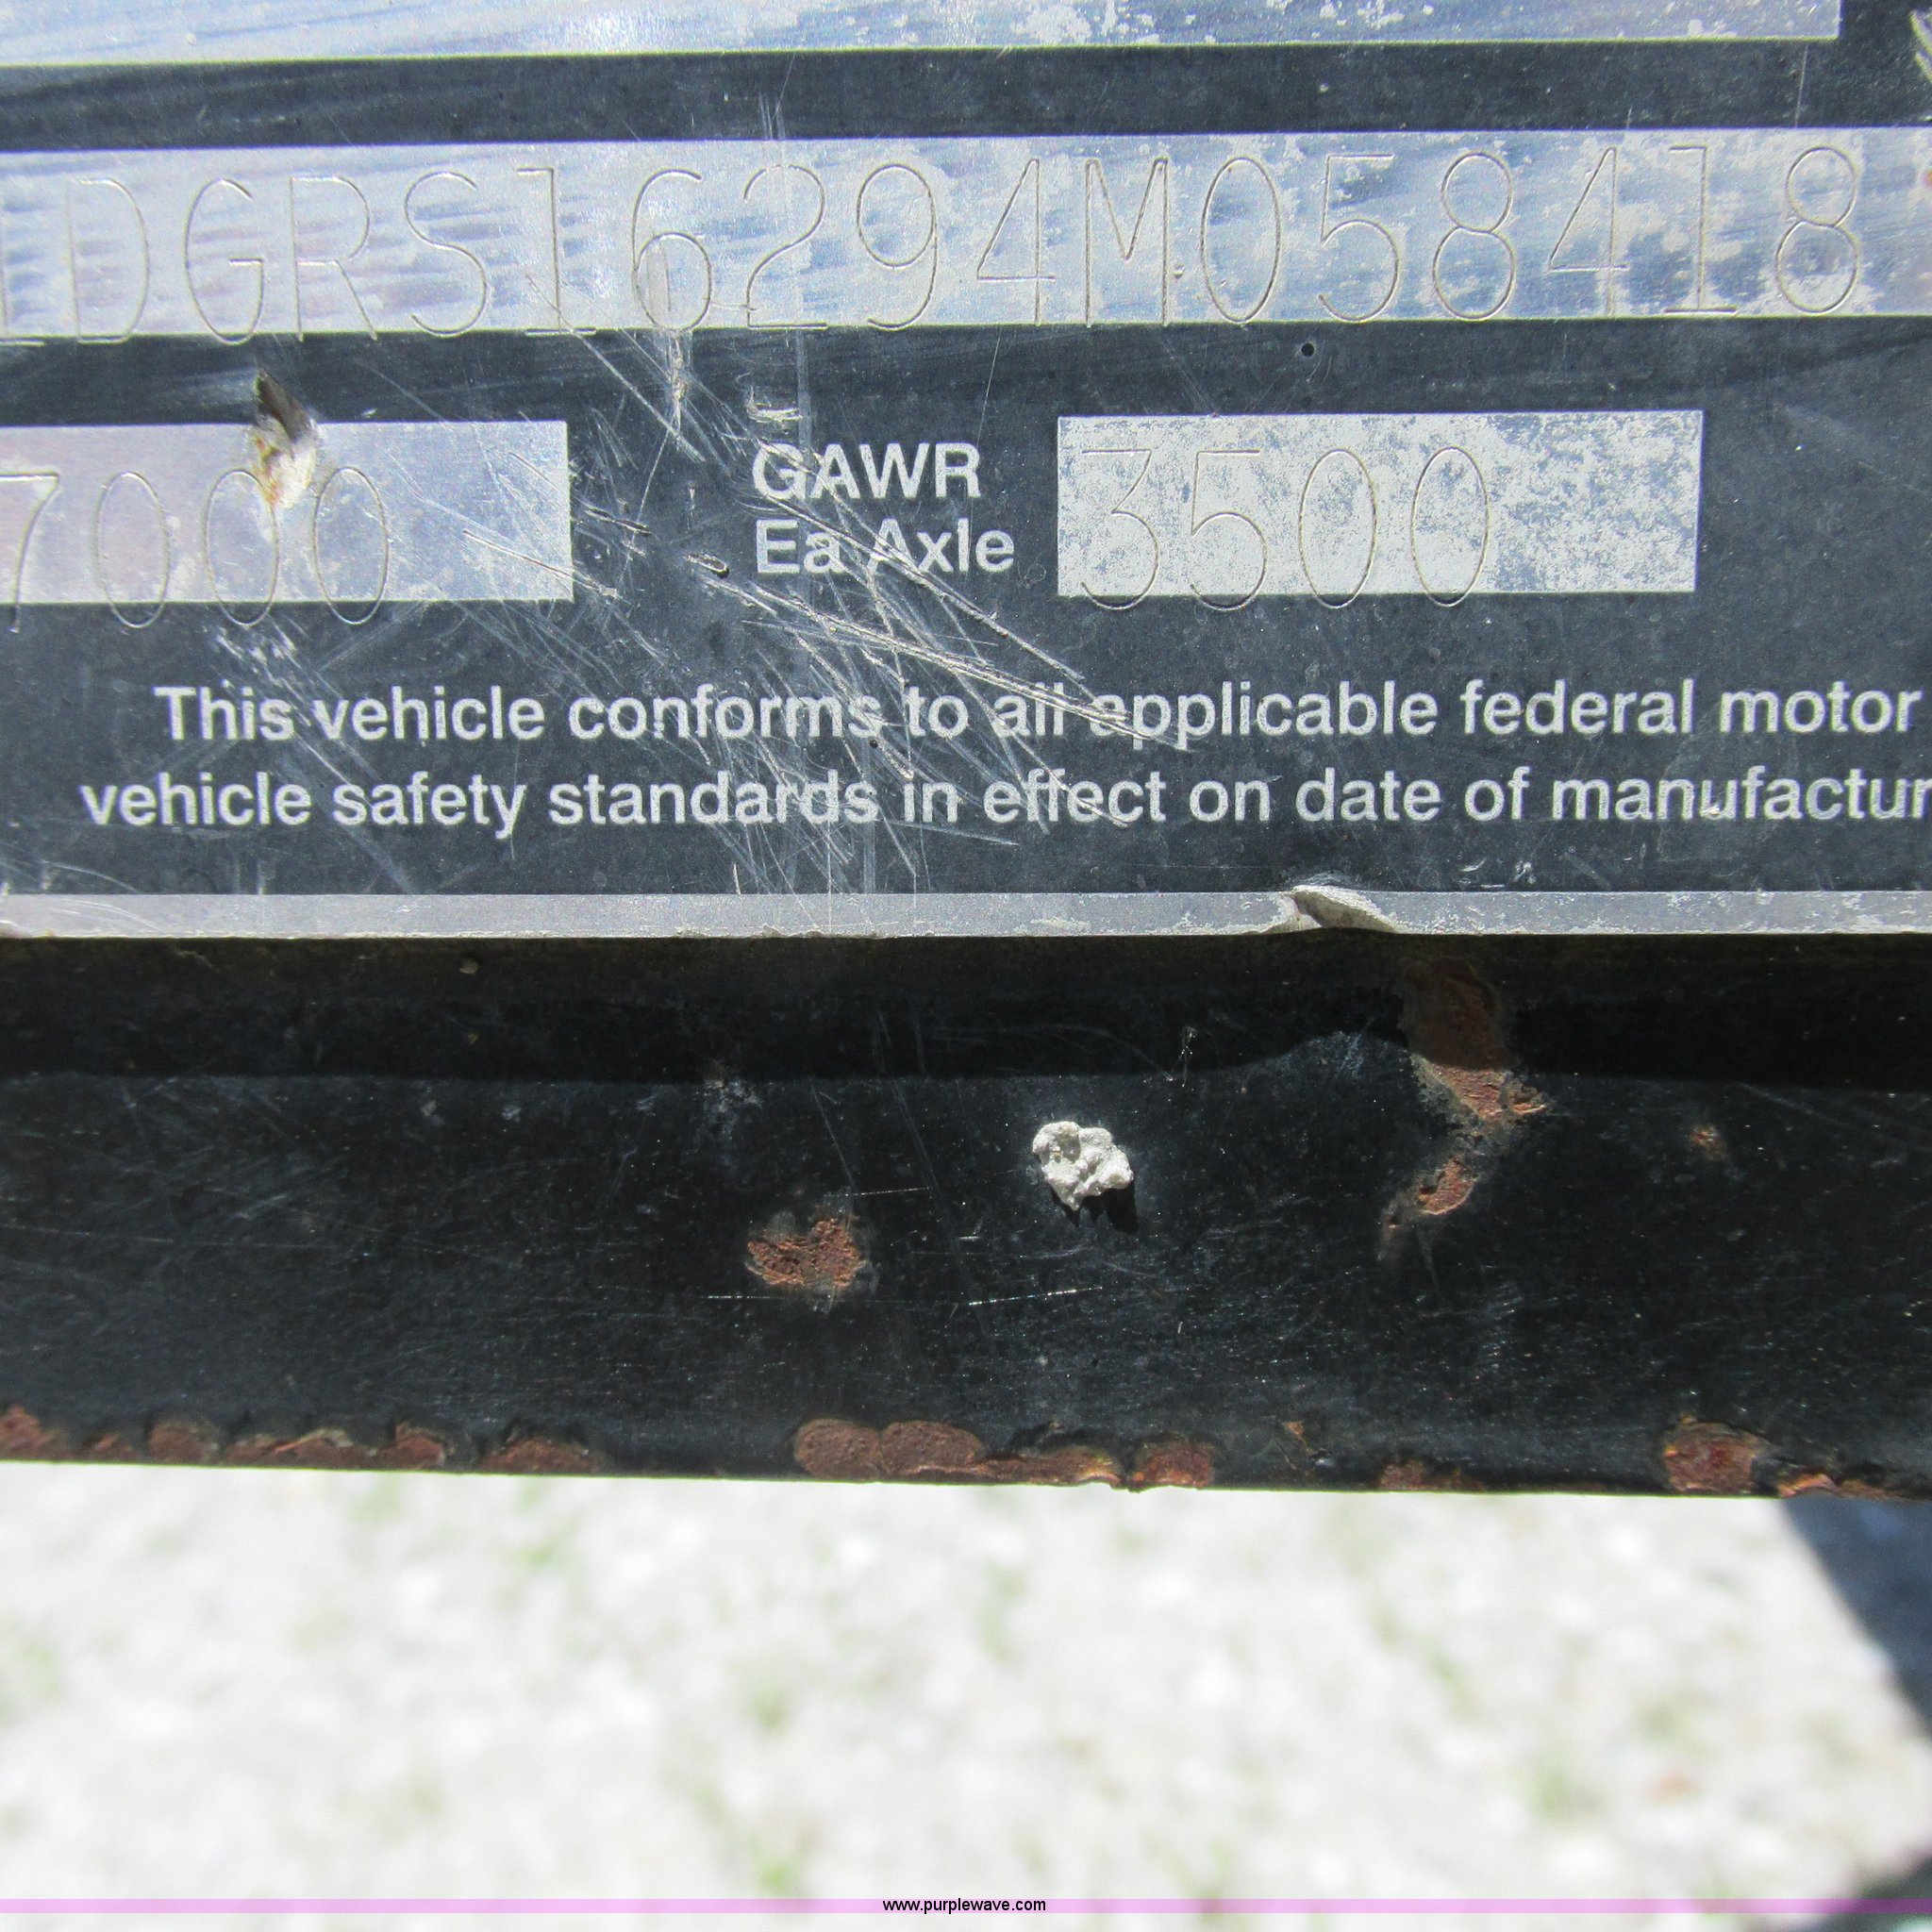 1DGRS16294M058418
7000 GAWR Ea Axle 3500
This vehicle conforms to all applicable federal motor
vehicle safety standards in effect on date of manufactur
www.purplewave.com